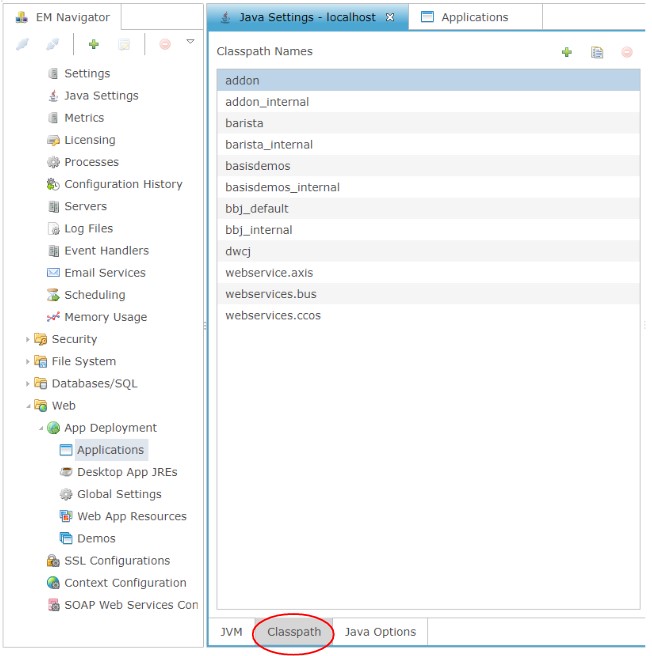 EM Navigator
Settings
Java Settings
Metrics
Licensing
Processes
Configuration History
Servers
Log Files
Event Handlers
Email Services
Scheduling
Memory Usage
Security
File System
Databases/SQL
Web
App Deployment
Applications
Desktop App JREs
Global Settings
Web App Resources
Demos
SSL Configurations
Context Configuration
SOAP Web Services Con
Java Settings - localhost
Applications
Classpath Names
addon
addon_internal
barista
barista_internal
basisdemos
basisdemos_internal
bbj_default
bbj_internal
dwcj
webservice.axis
webservices.bus
webservices.ccos
JVM
Classpath
Java Options